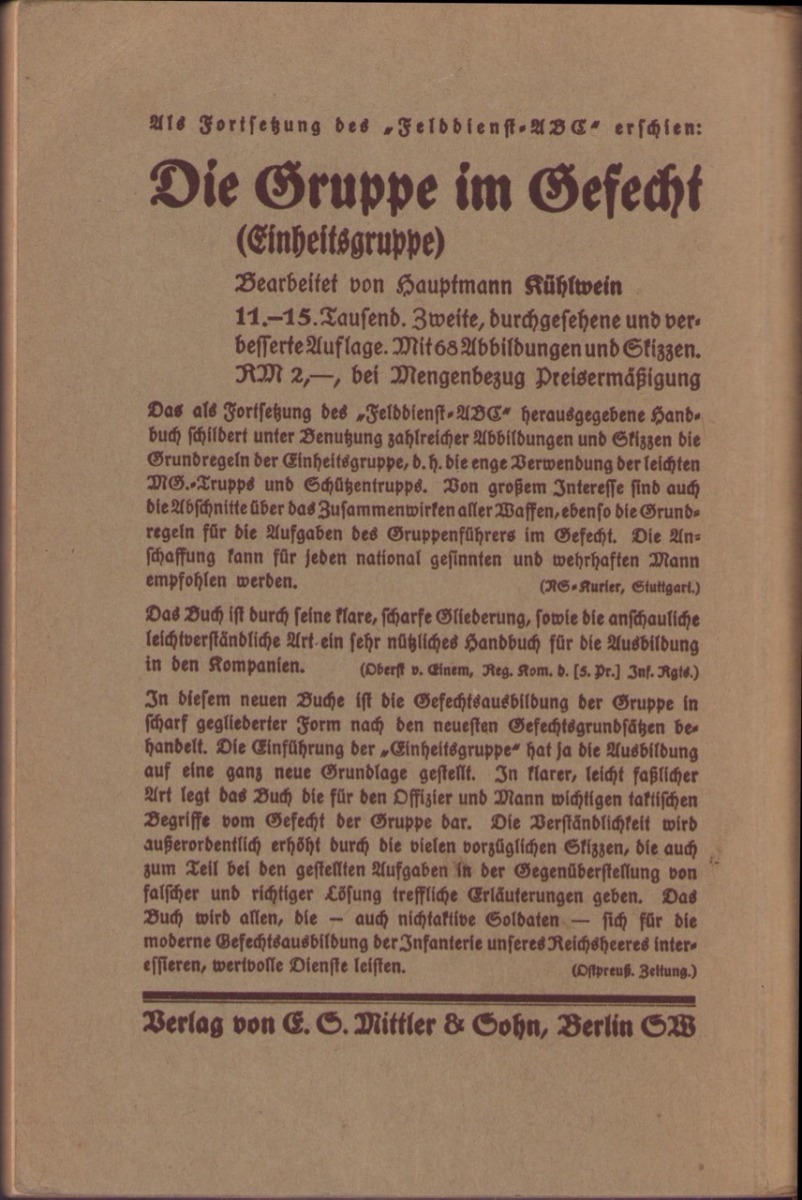 Als Fortsetzung des „Felddienst-ABC“ erschien:
Die Gruppe im Gefecht
(Einheitsgruppe)
Bearbeitet von Hauptmann Kühlwein
11.–15. Tausend. Zweite, durchgesehene und ver-
besserte Auflage. Mit 68 Abbildungen und Skizzen.
RM 2,—, bei Mengenbezug Preisermäßigung
Das als Fortsetzung des „Felddienst-ABC“ herausgegebene Hand-
buch schildert unter Benutzung zahlreicher Abbildungen und Skizzen die
Grundregeln der Einheitsgruppe, d. h. die enge Verwendung der leichten
MG.-Trupps und Schützentrupps. Von großem Interesse sind auch
die Abschnitte über das Zusammenwirken aller Waffen, ebenso die Grund-
regeln für die Aufgaben des Gruppenführers im Gefecht. Die An-
schaffung kann für jeden national gesinnten und wehrhaften Mann
empfohlen werden. (NS-Kurier, Stuttgart.)
Das Buch ist durch seine klare, scharfe Gliederung, sowie die anschauliche
leichtverständliche Art ein sehr nützliches Handbuch für die Ausbildung
in den Kompanien. (Oberst v. Einem, Reg. Kom. d. [5. Pr.] Inf. Rgts.)
In diesem neuen Buche ist die Gefechtsausbildung der Gruppe in
scharf gegliederter Form nach den neuesten Gefechtsgrundsätzen be-
handelt. Die Einführung der „Einheitsgruppe“ hat ja die Ausbildung
auf eine ganz neue Grundlage gestellt. In klarer, leicht faßlicher
Art legt das Buch die für den Offizier und Mann wichtigen taktischen
Begriffe vom Gefecht der Gruppe dar. Die Verständlichkeit wird
außerordentlich erhöht durch die vielen vorzüglichen Skizzen, die auch
zum Teil bei den gestellten Aufgaben in der Gegenüberstellung von
falscher und richtiger Lösung treffliche Erläuterungen geben. Das
Buch wird allen, die – auch nichtaktive Soldaten — sich für die
moderne Gefechtsausbildung der Infanterie unseres Reichsheeres inter-
essieren, wertvolle Dienste leisten. (Ostpreuß. Zeitung.)
Verlag von E. S. Mittler & Sohn, Berlin SW